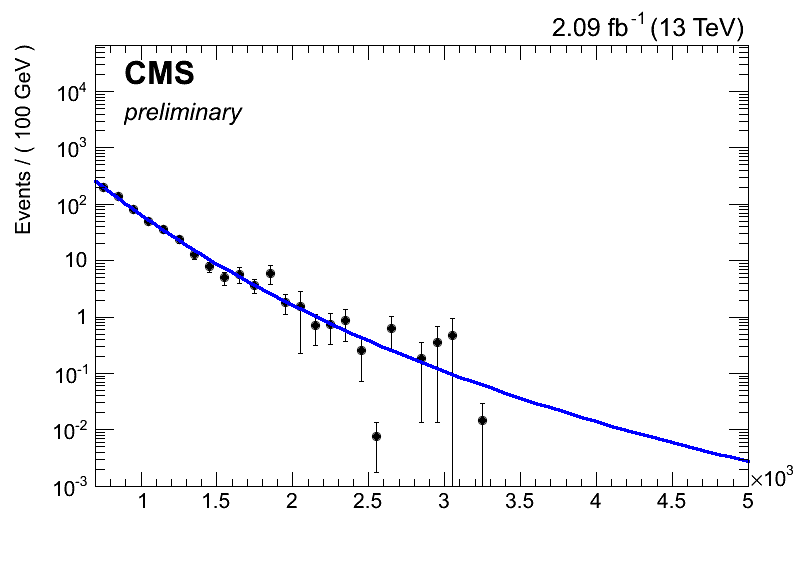 2.09 fb⁻¹ (13 TeV)
CMS
preliminary
Events / ( 100 GeV )
10⁴
10³
10²
10
1
10⁻¹
10⁻²
10⁻³
1 1.5 2 2.5 3 3.5 4 4.5 5
×10³